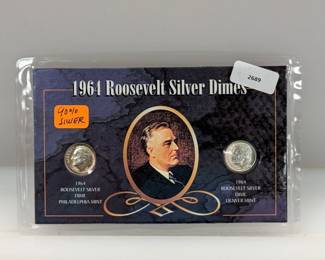 1964 Roosevelt Silver Dimes
2689
90%
SILVER
1964
ROOSEVELT SILVER
DIME
PHILADELPHIA MINT
1964
ROOSEVELT SILVER
DIME
DENVER MINT